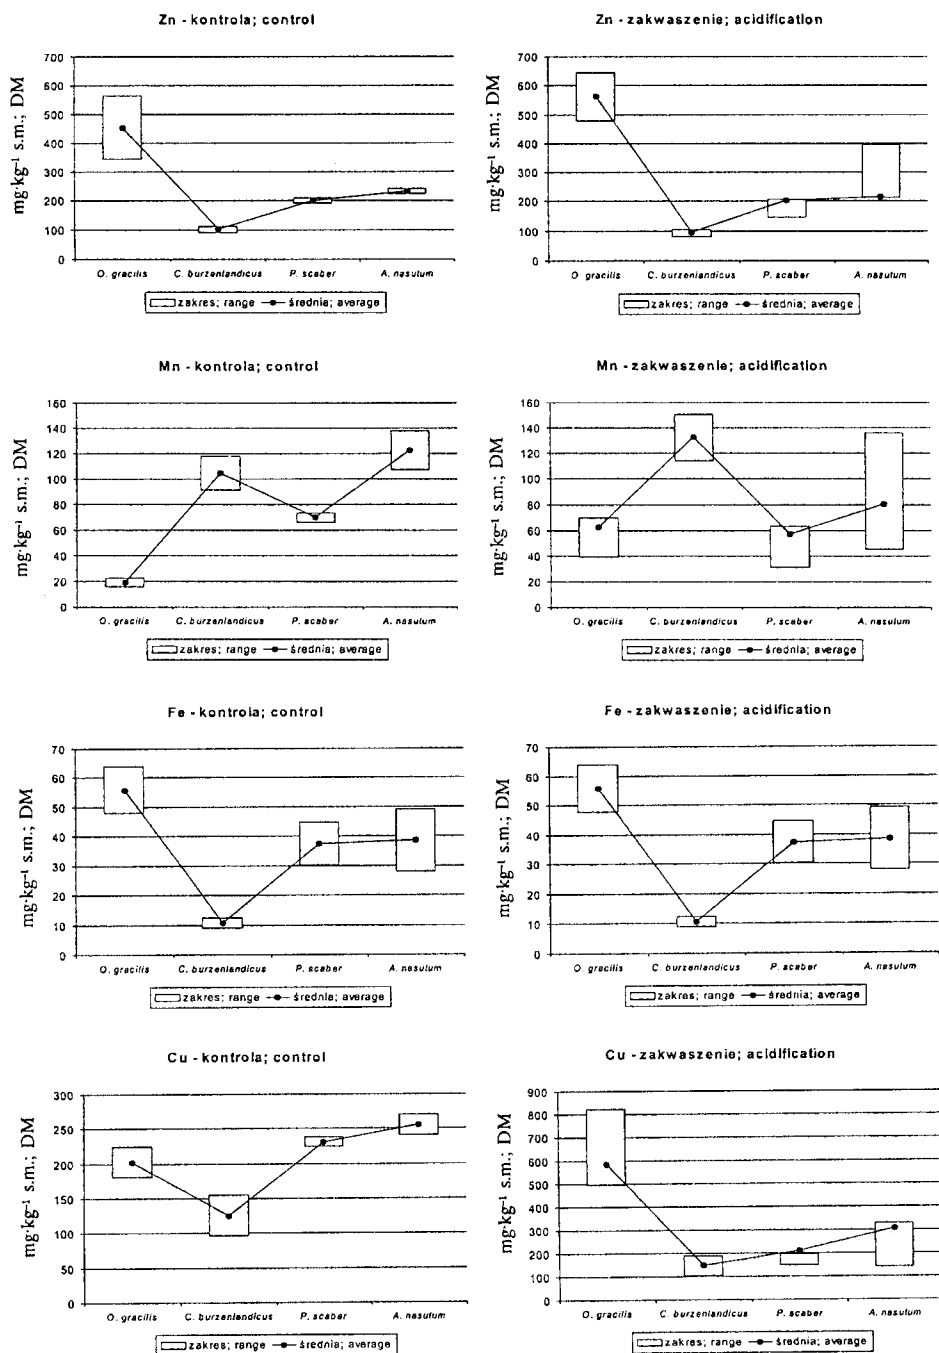 Zn - kontrola; control
mg·kg⁻¹ s.m.; DM
700
600
500
400
300
200
100
0
O. gracilis C. burzenlandicus P. scaber A. nasutum
zakres; range średnia; average
Zn - zakwaszenie; acidification
mg·kg⁻¹ s.m.; DM
700
600
500
400
300
200
100
0
O. gracilis C. burzenlandicus P. scaber A. nasutum
zakres; range średnia; average
Mn - kontrola; control
mg·kg⁻¹ s.m.; DM
160
140
120
100
80
60
40
20
0
O. gracilis C. burzenlandicus P. scaber A. nasutum
zakres; range średnia; average
Mn - zakwaszenie; acidification
mg·kg⁻¹ s.m.; DM
160
140
120
100
80
60
40
20
0
O. gracilis C. burzenlandicus P. scaber A. nasutum
zakres; range średnia; average
Fe - kontrola; control
mg·kg⁻¹ s.m.; DM
70
60
50
40
30
20
10
0
O. gracilis C. burzenlandicus P. scaber A. nasutum
zakres; range średnia; average
Fe - zakwaszenie; acidification
mg·kg⁻¹ s.m.; DM
70
60
50
40
30
20
10
0
O. gracilis C. burzenlandicus P. scaber A. nasutum
zakres; range średnia; average
Cu - kontrola; control
mg·kg⁻¹ s.m.; DM
300
250
200
150
100
50
0
O. gracilis C. burzenlandicus P. scaber A. nasutum
zakres; range średnia; average
Cu - zakwaszenie; acidification
mg·kg⁻¹ s.m.; DM
900
800
700
600
500
400
300
200
100
0
O. gracilis C. burzenlandicus P. scaber A. nasutum
zakres; range średnia; average